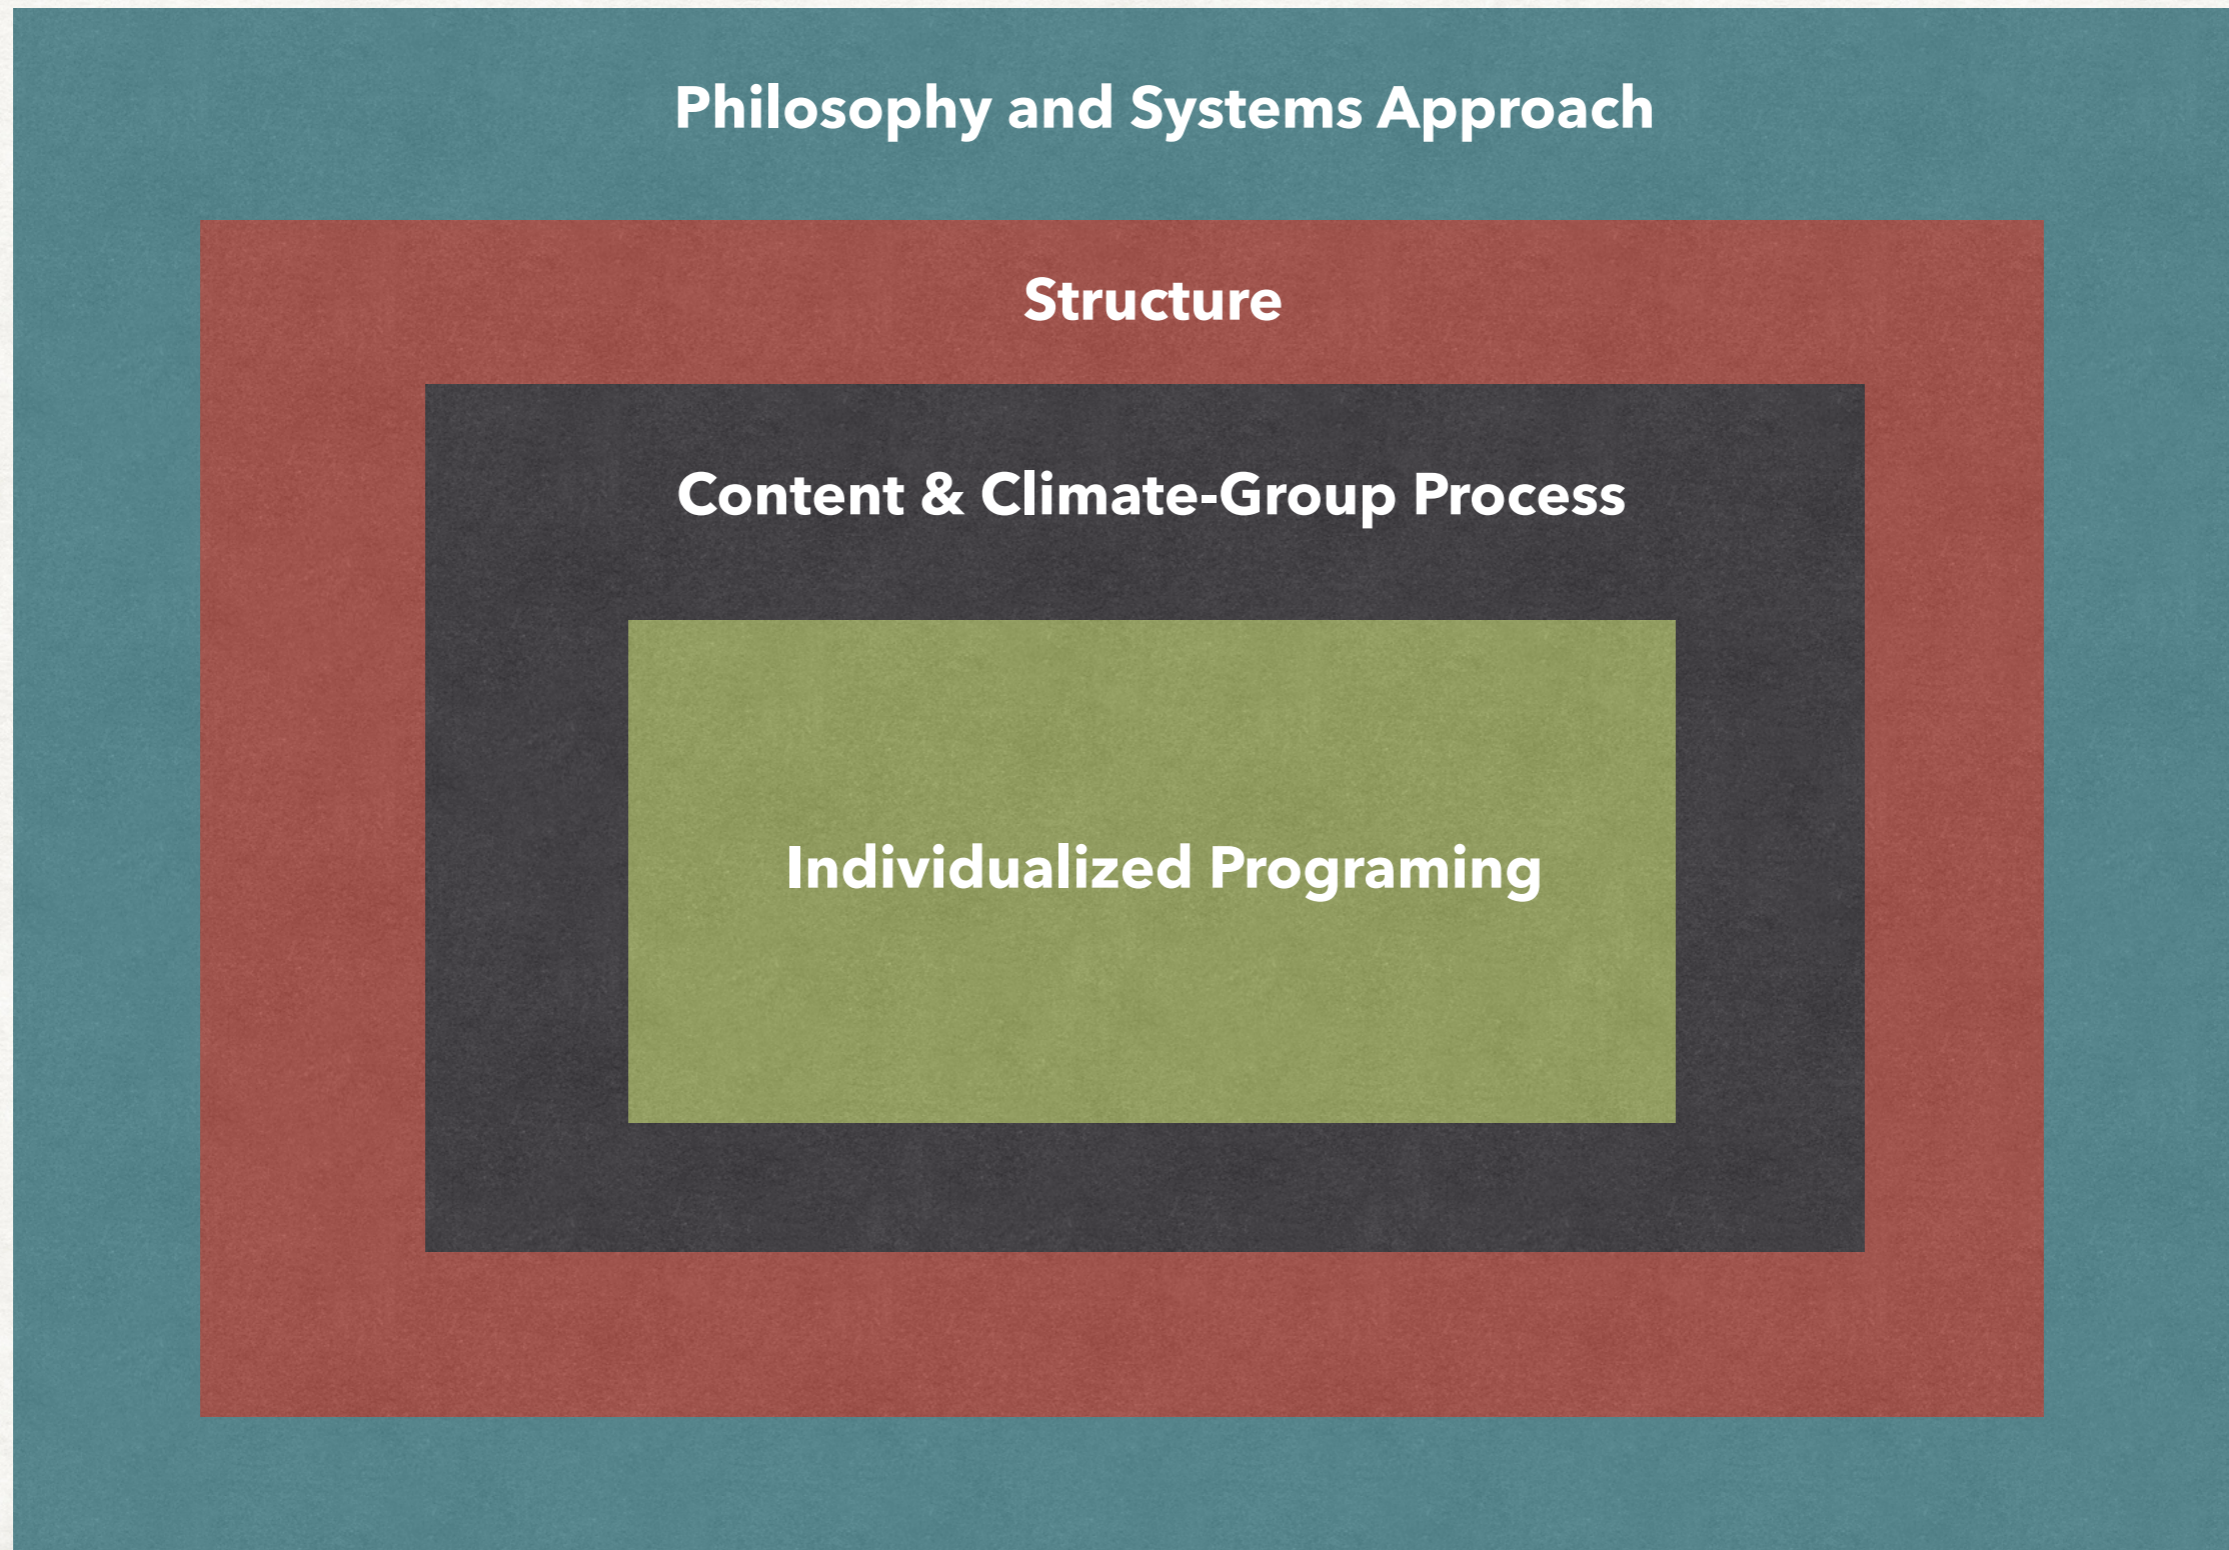 Philosophy and Systems Approach
Structure
Content & Climate-Group Process
Individualized Programing